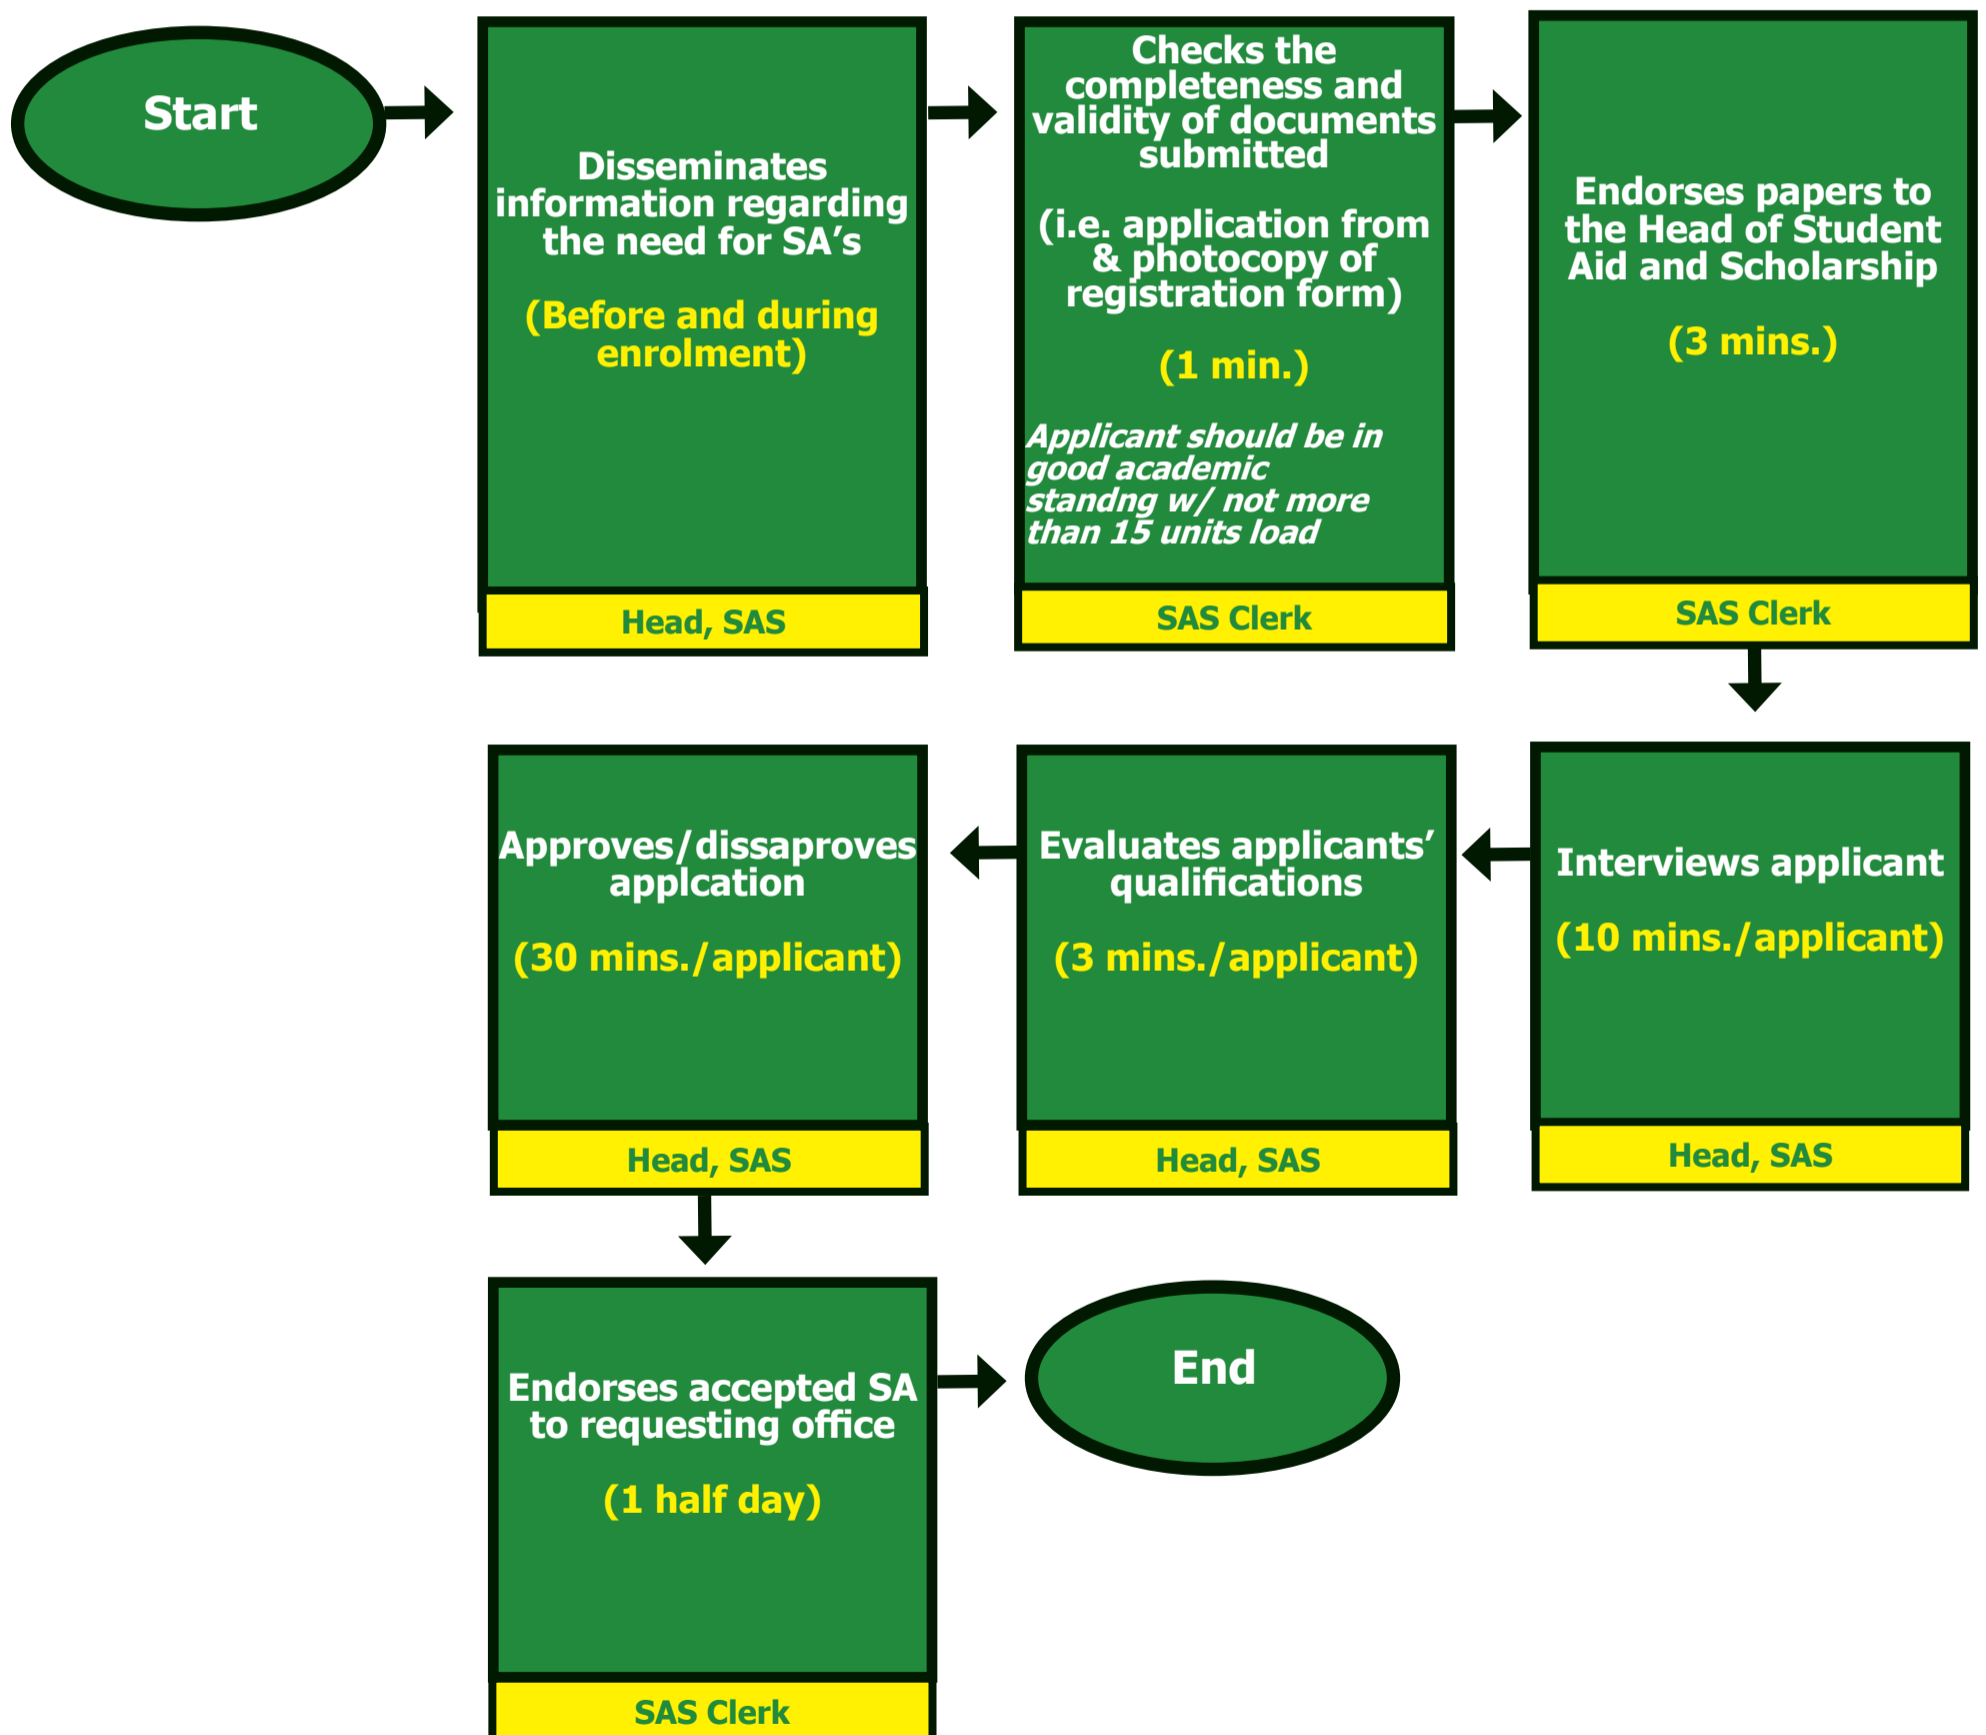 Start
Disseminates
information regarding
the need for SA’s
(Before and during
enrolment)
Head, SAS
Checks the
completeness and
validity of documents
submitted
(i.e. application from
& photocopy of
registration form)
(1 min.)
Applicant should be in
good academic
standng w/ not more
than 15 units load
SAS Clerk
Endorses papers to
the Head of Student
Aid and Scholarship
(3 mins.)
SAS Clerk
Interviews applicant
(10 mins./applicant)
Head, SAS
Evaluates applicants’
qualifications
(3 mins./applicant)
Head, SAS
Approves/dissaproves
applcation
(30 mins./applicant)
Head, SAS
Endorses accepted SA
to requesting office
(1 half day)
SAS Clerk
End